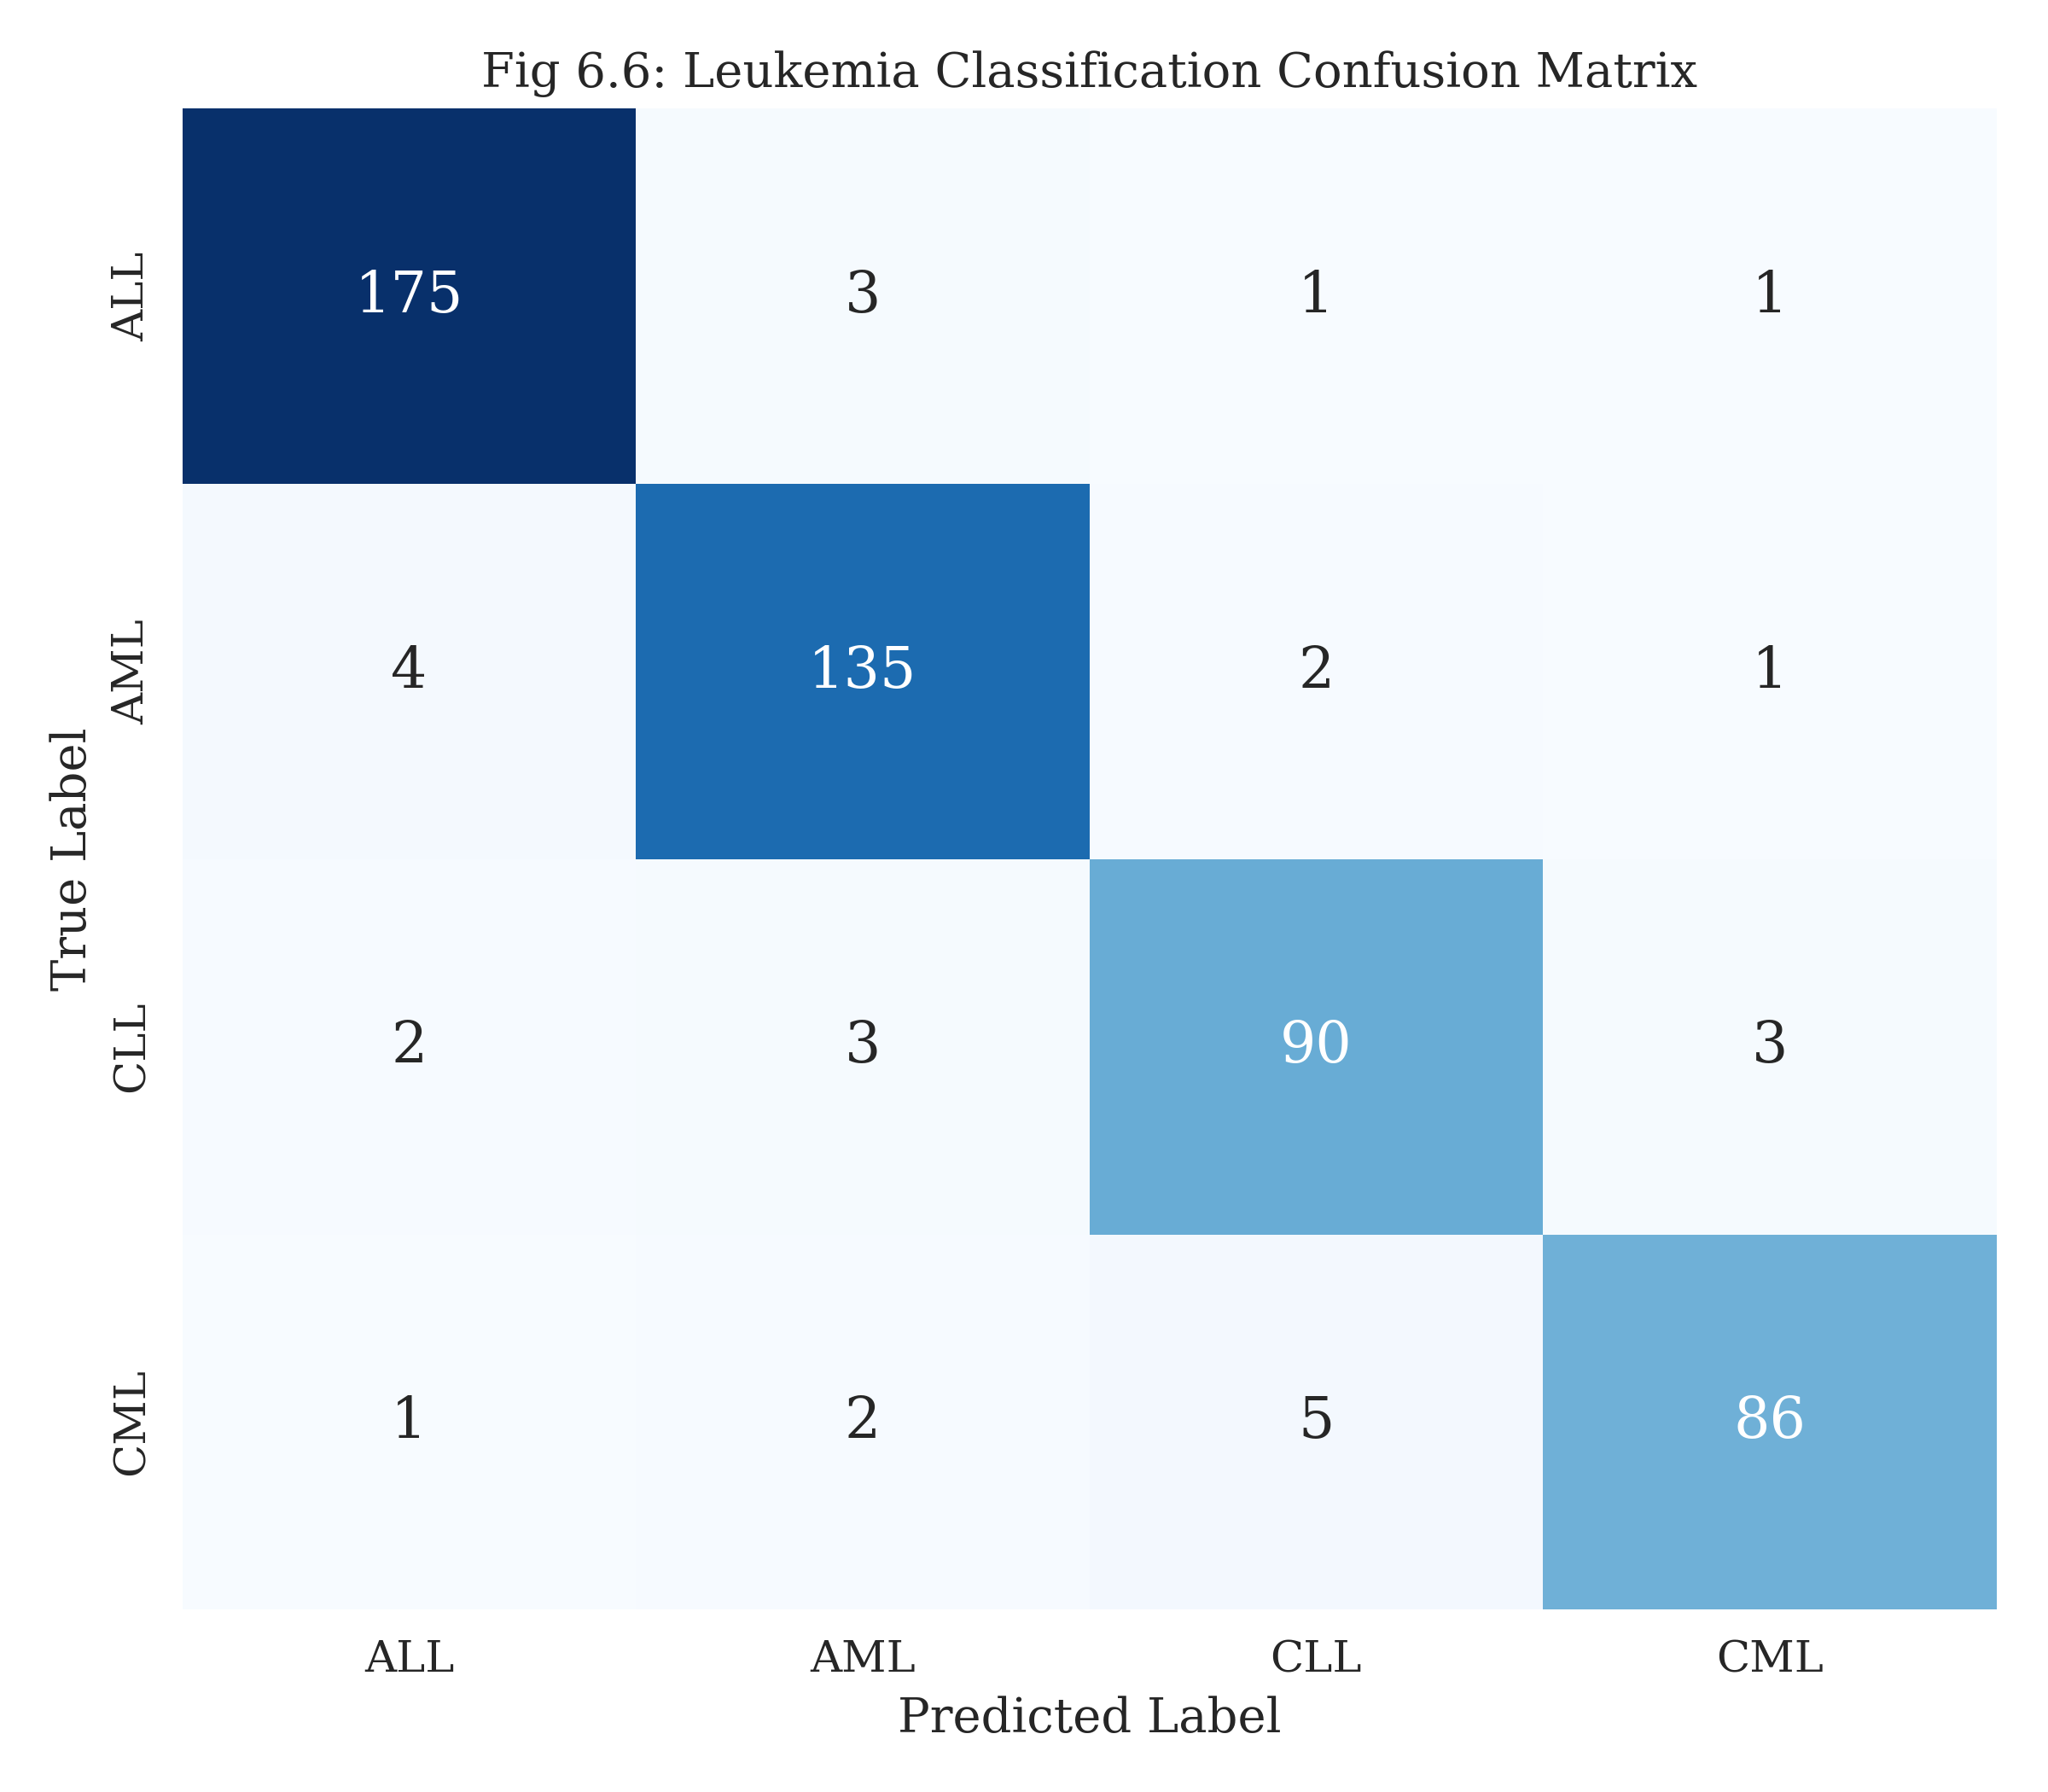 Fig 6.6: Leukemia Classification Confusion Matrix
True Label
ALL 175 3 1 1
AML 4 135 2 1
CLL 2 3 90 3
CML 1 2 5 86
ALL AML CLL CML
Predicted Label